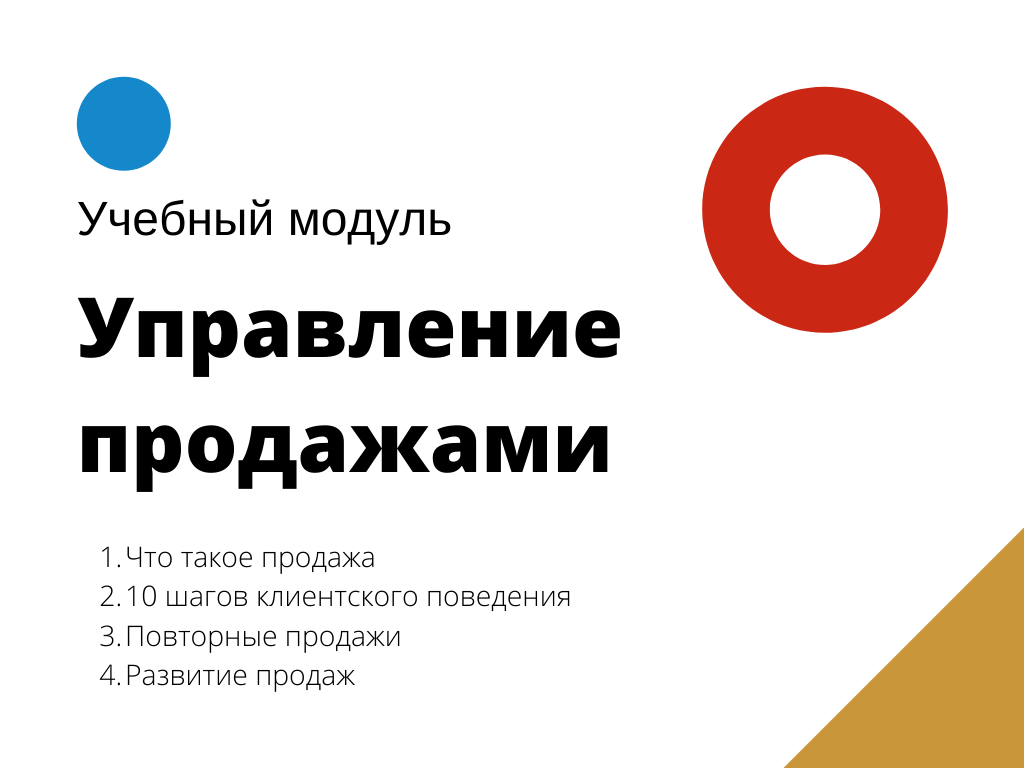 Учебный модуль
Управление
продажами
1. Что такое продажа
2. 10 шагов клиентского поведения
3. Повторные продажи
4. Развитие продаж